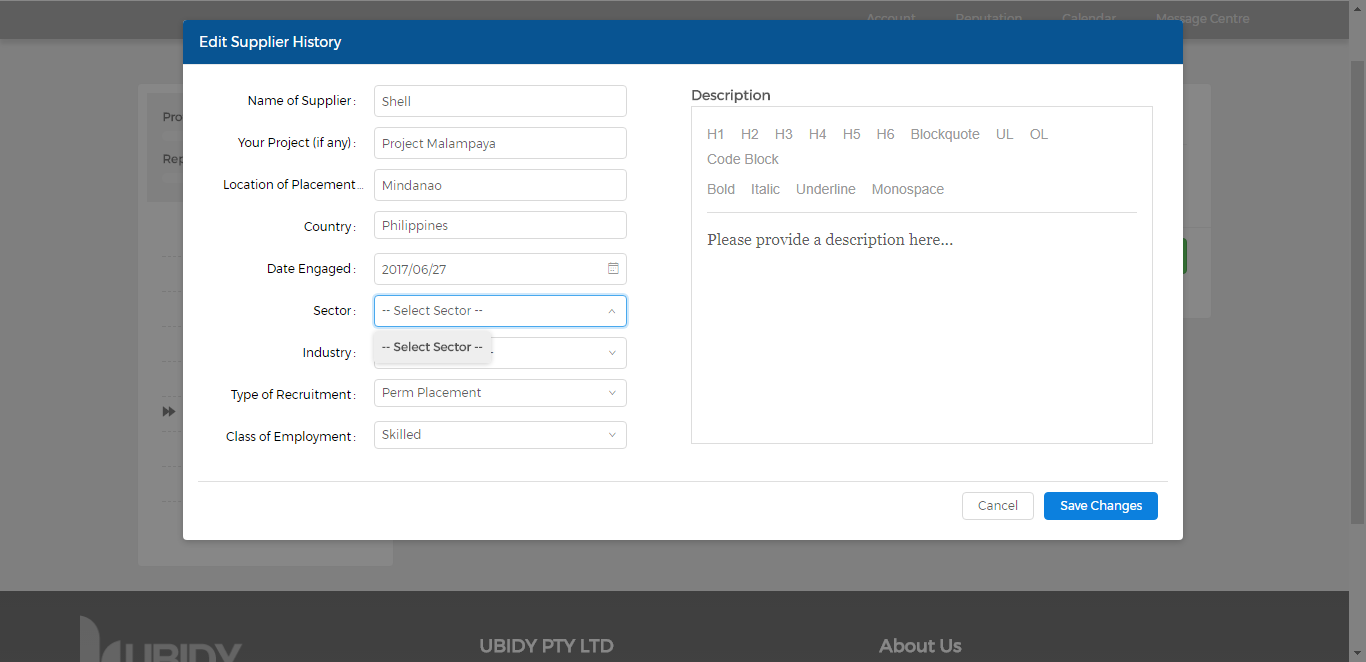 Account Reputation Calendar Message Centre
Edit Supplier History
Name of Supplier: Shell
Your Project (if any): Project Malampaya
Location of Placement... Mindanao
Country: Philippines
Date Engaged: 2017/06/27
Sector: -- Select Sector --
-- Select Sector --
Industry:
Type of Recruitment: Perm Placement
Class of Employment: Skilled
Description
H1 H2 H3 H4 H5 H6 Blockquote UL OL
Code Block
Bold Italic Underline Monospace
Please provide a description here...
Cancel Save Changes
Pro
Rep
UBIDY
UBIDY PTY LTD
About Us